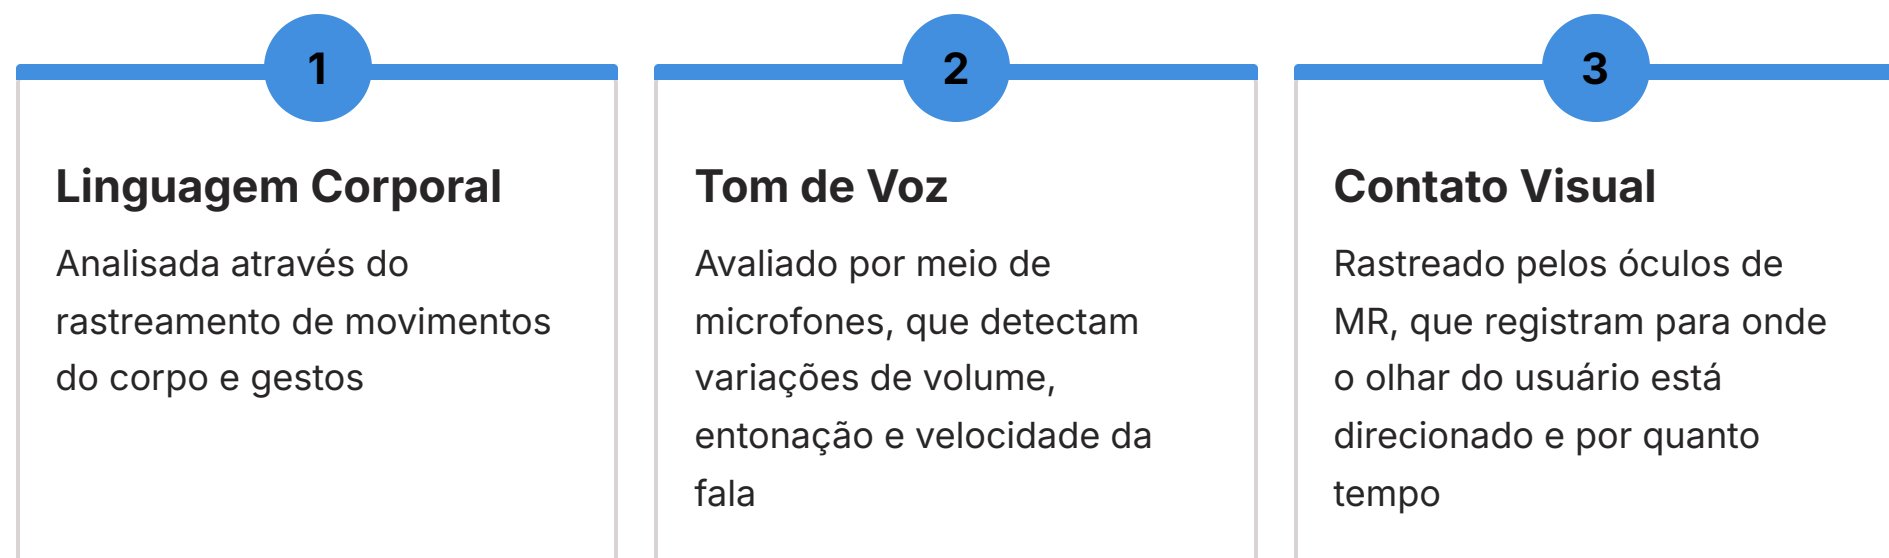 1
Linguagem Corporal
Analisada através do
rastreamento de movimentos
do corpo e gestos
2
Tom de Voz
Avaliado por meio de
microfones, que detectam
variações de volume,
entonação e velocidade da
fala
3
Contato Visual
Rastreado pelos óculos de
MR, que registram para onde
o olhar do usuário está
direcionado e por quanto
tempo